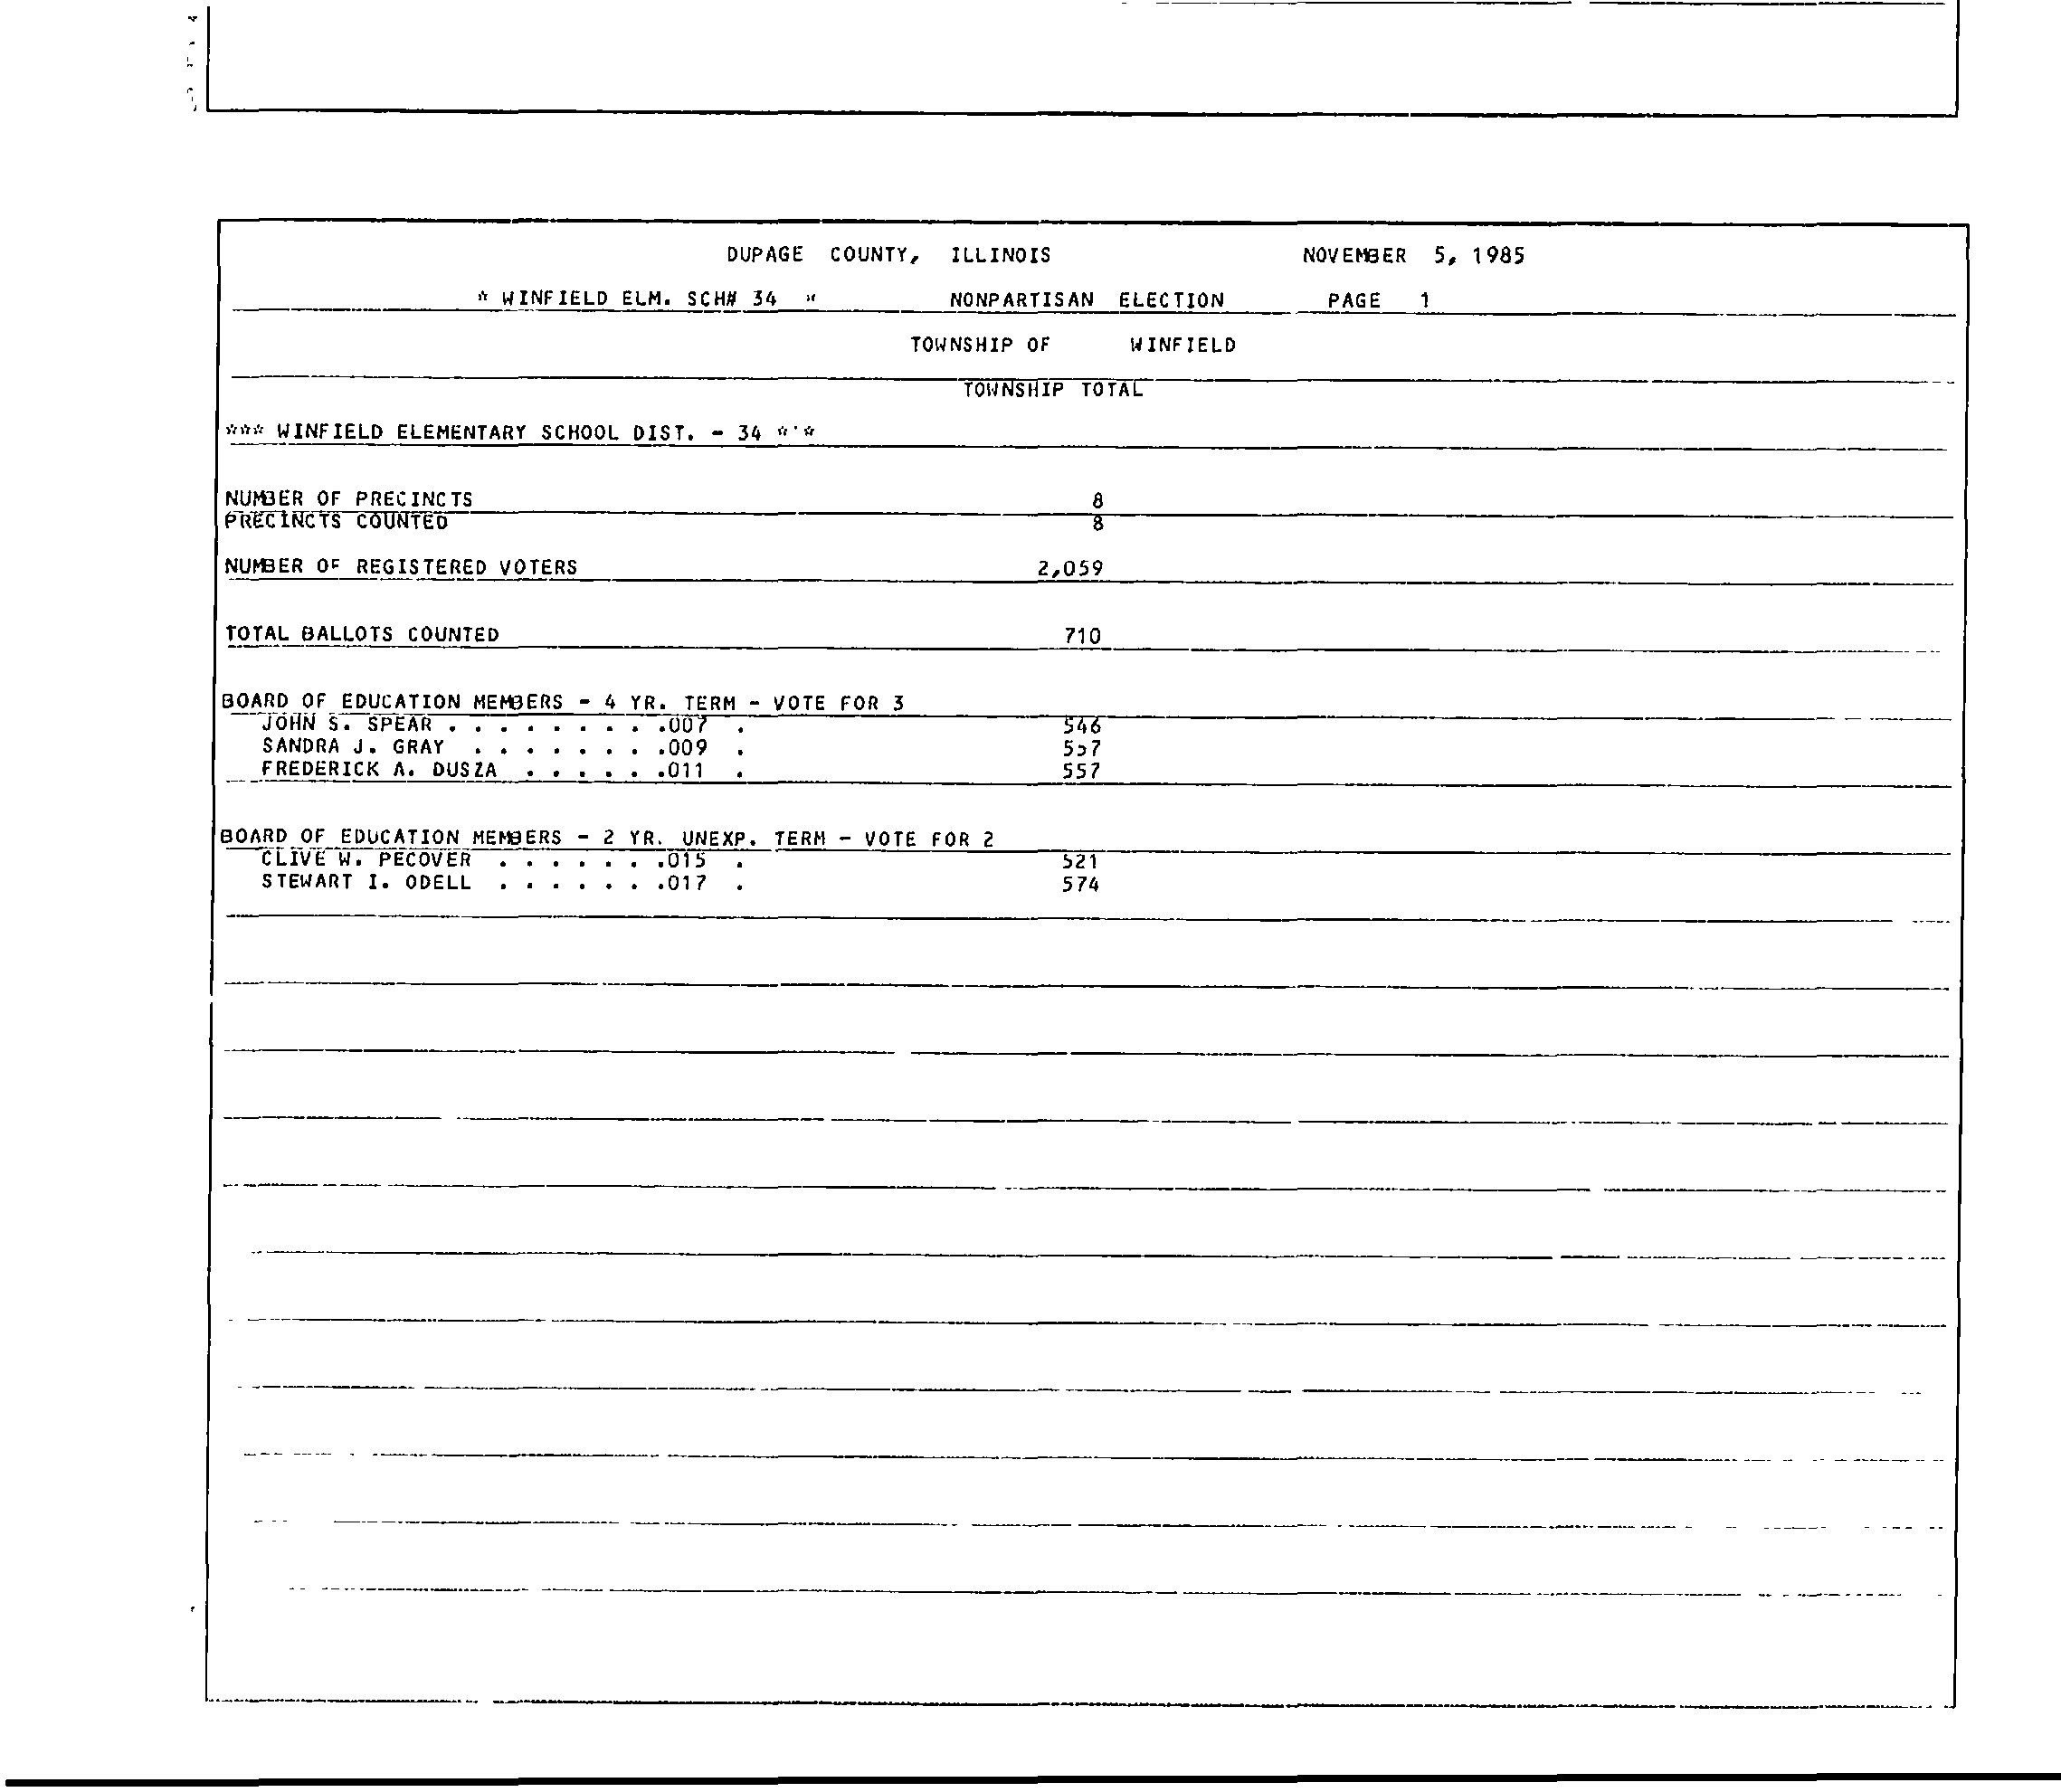 DUPAGE COUNTY, ILLINOIS NOVEMBER 5, 1985
* WINFIELD ELM. SCH# 34 * NONPARTISAN ELECTION PAGE 1
TOWNSHIP OF WINFIELD
TOWNSHIP TOTAL
*** WINFIELD ELEMENTARY SCHOOL DIST. - 34 ***
NUMBER OF PRECINCTS 8
PRECINCTS COUNTED 8
NUMBER OF REGISTERED VOTERS 2,059
TOTAL BALLOTS COUNTED 710
BOARD OF EDUCATION MEMBERS - 4 YR. TERM - VOTE FOR 3
JOHN S. SPEAR . . . . . . . . .007 . 546
SANDRA J. GRAY . . . . . . . .009 . 557
FREDERICK A. DUSZA . . . . . .011 . 557
BOARD OF EDUCATION MEMBERS - 2 YR. UNEXP. TERM - VOTE FOR 2
CLIVE W. PECOVER . . . . . . .015 . 521
STEWART I. ODELL . . . . . . .017 . 574